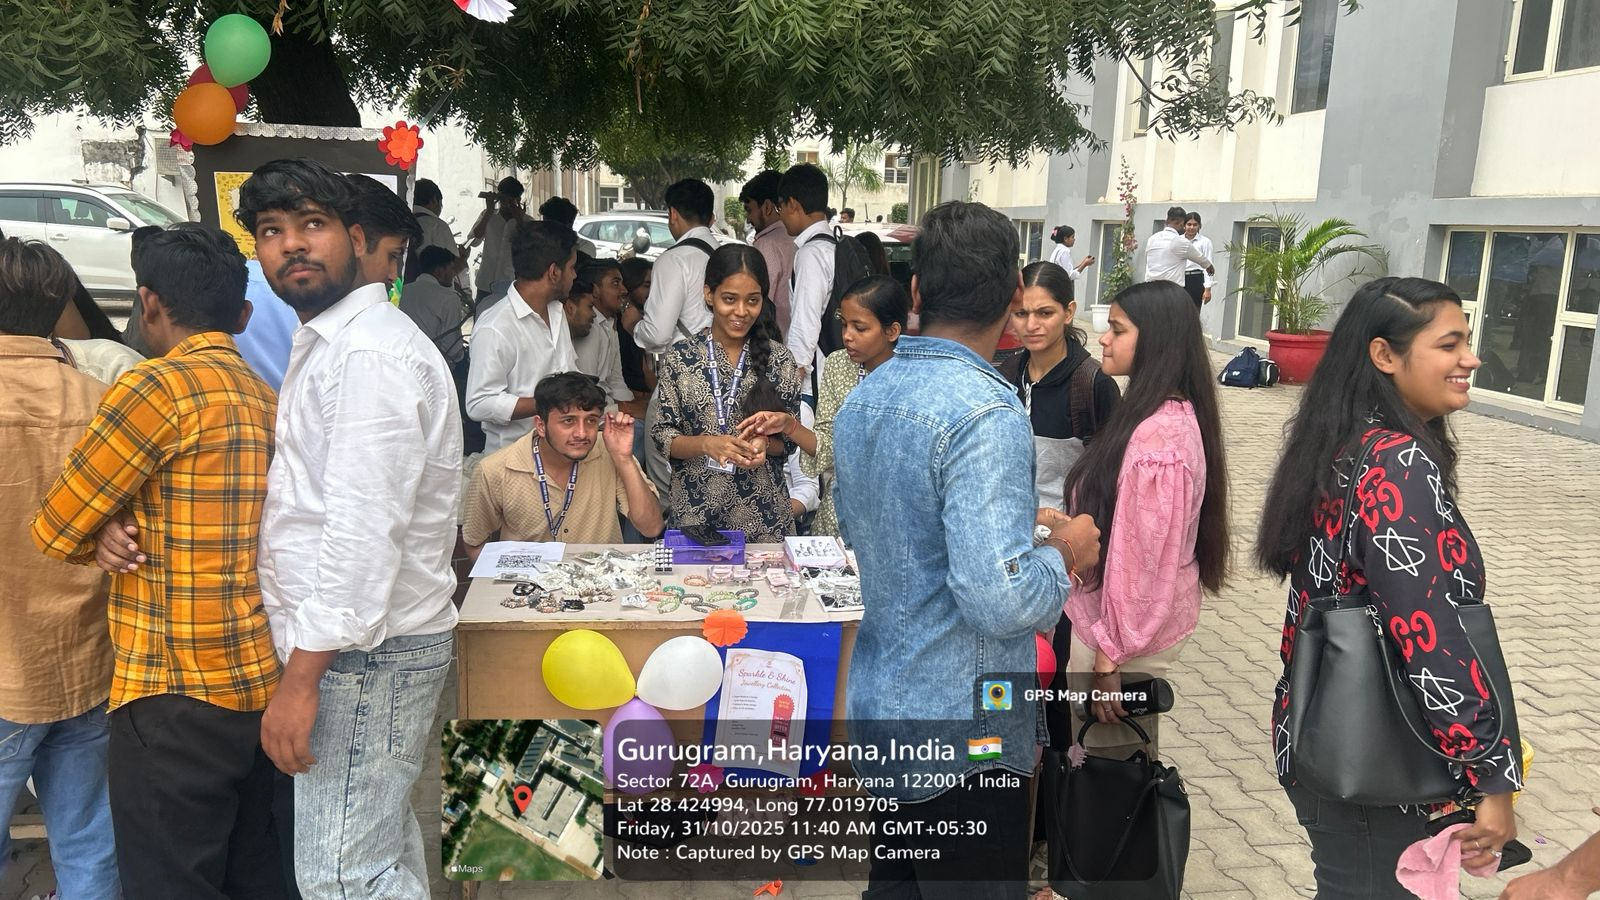 Sparkle & Shine
Jewellery Collection
GPS Map Camera
Gurugram,Haryana,India
Sector 72A, Gurugram, Haryana 122001, India
Lat 28.424994, Long 77.019705
Friday, 31/10/2025 11:40 AM GMT+05:30
Note : Captured by GPS Map Camera
Maps